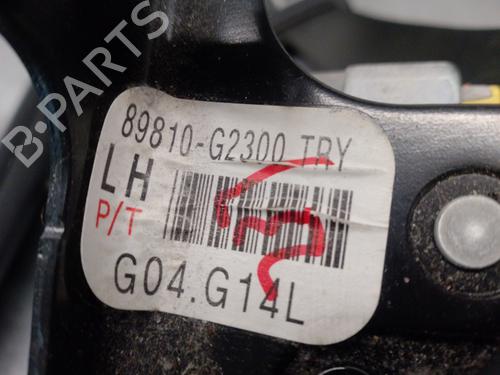 B-Parts
89810-G2300 TRY
LH
P/T
G04.G14L